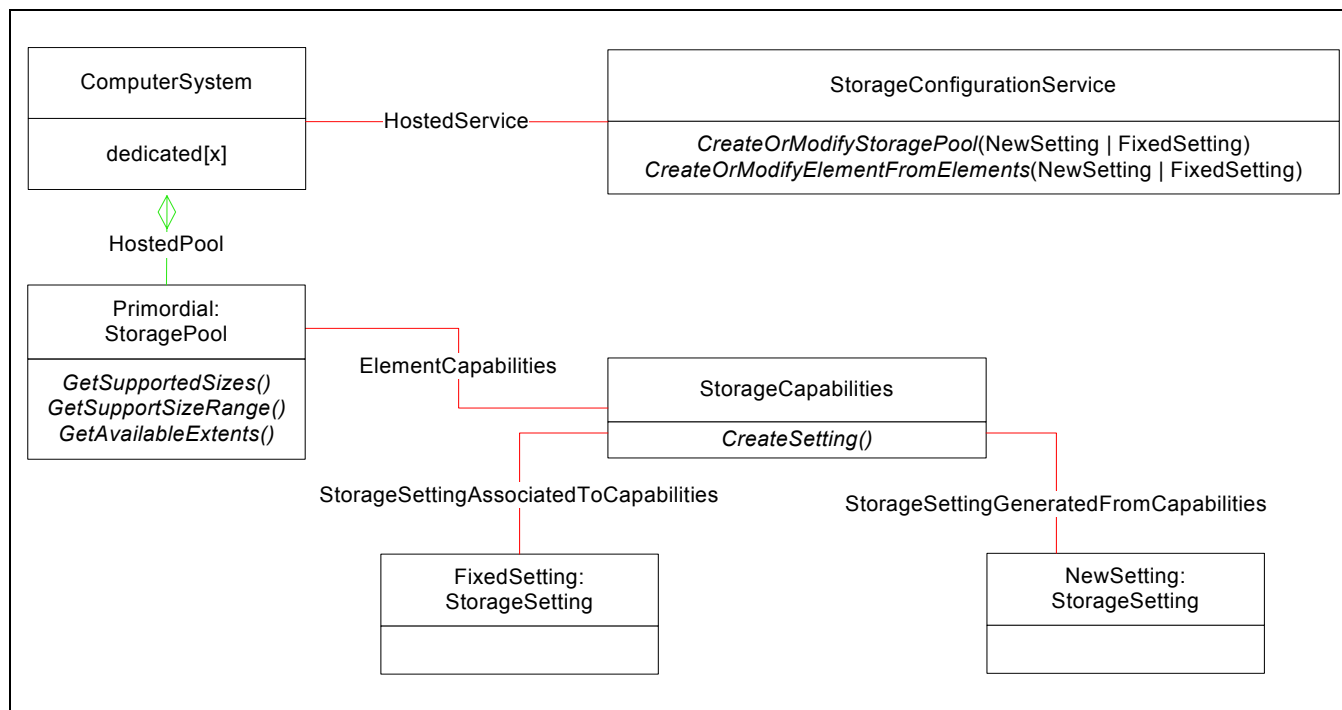 ComputerSystem
dedicated[x]
HostedService
StorageConfigurationService
CreateOrModifyStoragePool(NewSetting | FixedSetting)
CreateOrModifyElementFromElements(NewSetting | FixedSetting)
HostedPool
Primordial:
StoragePool
GetSupportedSizes()
GetSupportSizeRange()
GetAvailableExtents()
ElementCapabilities
StorageCapabilities
CreateSetting()
StorageSettingAssociatedToCapabilities
StorageSettingGeneratedFromCapabilities
FixedSetting:
StorageSetting
NewSetting:
StorageSetting